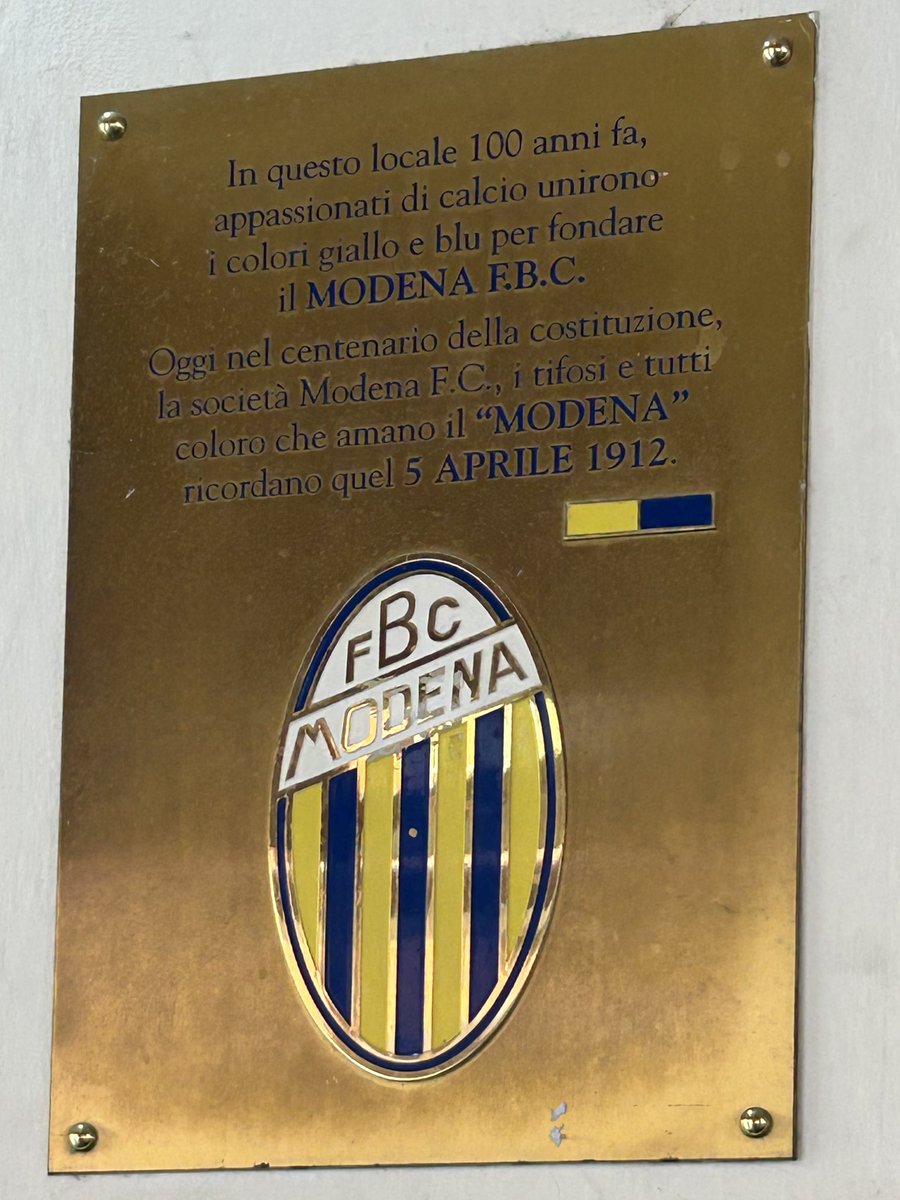 In questo locale 100 anni fa,
appassionati di calcio unirono
i colori giallo e blu per fondare
il MODENA F.B.C.
Oggi nel centenario della costituzione,
la società Modena F.C., i tifosi e tutti
coloro che amano il “MODENA”
ricordano quel 5 APRILE 1912.
FBC
MODENA